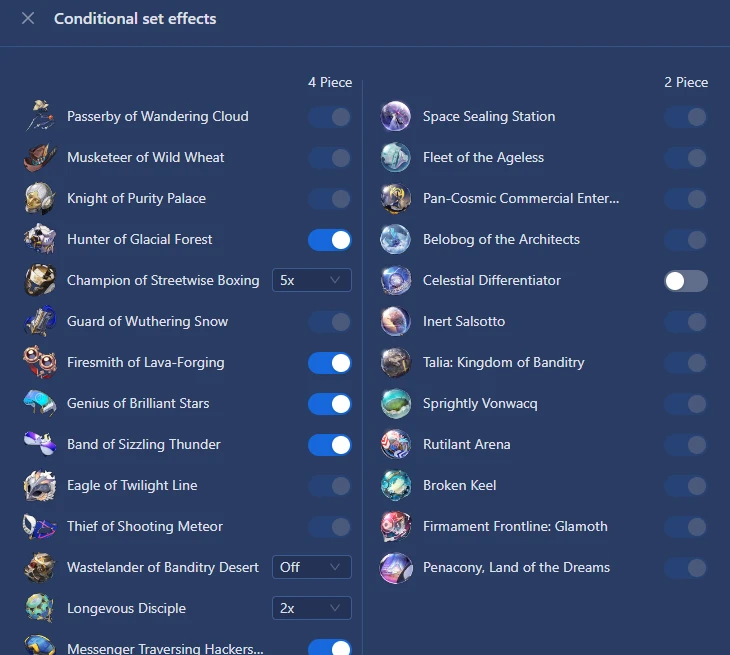 Conditional set effects
4 Piece
Passerby of Wandering Cloud
Musketeer of Wild Wheat
Knight of Purity Palace
Hunter of Glacial Forest
Champion of Streetwise Boxing 5x
Guard of Wuthering Snow
Firesmith of Lava-Forging
Genius of Brilliant Stars
Band of Sizzling Thunder
Eagle of Twilight Line
Thief of Shooting Meteor
Wastelander of Banditry Desert Off
Longevous Disciple 2x
Messenger Traversing Hackers...
2 Piece
Space Sealing Station
Fleet of the Ageless
Pan-Cosmic Commercial Enter...
Belobog of the Architects
Celestial Differentiator
Inert Salsotto
Talia: Kingdom of Banditry
Sprightly Vonwacq
Rutilant Arena
Broken Keel
Firmament Frontline: Glamoth
Penacony, Land of the Dreams